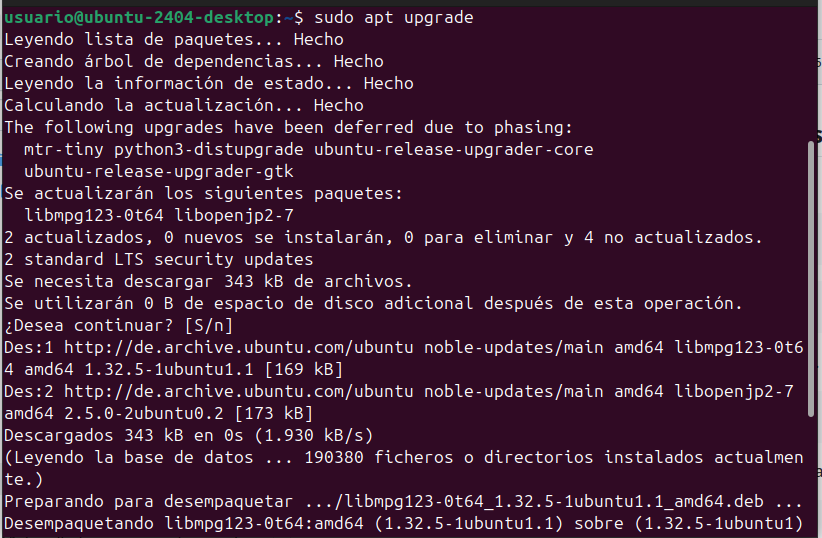 usuario@ubuntu-2404-desktop:~$ sudo apt upgrade
Leyendo lista de paquetes... Hecho
Creando árbol de dependencias... Hecho
Leyendo la información de estado... Hecho
Calculando la actualización... Hecho
The following upgrades have been deferred due to phasing:
  mtr-tiny python3-distupgrade ubuntu-release-upgrader-core
  ubuntu-release-upgrader-gtk
Se actualizarán los siguientes paquetes:
  libmpg123-0t64 libopenjp2-7
2 actualizados, 0 nuevos se instalarán, 0 para eliminar y 4 no actualizados.
2 standard LTS security updates
Se necesita descargar 343 kB de archivos.
Se utilizarán 0 B de espacio de disco adicional después de esta operación.
¿Desea continuar? [S/n]
Des:1 http://de.archive.ubuntu.com/ubuntu noble-updates/main amd64 libmpg123-0t6
4 amd64 1.32.5-1ubuntu1.1 [169 kB]
Des:2 http://de.archive.ubuntu.com/ubuntu noble-updates/main amd64 libopenjp2-7
amd64 2.5.0-2ubuntu0.2 [173 kB]
Descargados 343 kB en 0s (1.930 kB/s)
(Leyendo la base de datos ... 190380 ficheros o directorios instalados actualmen
te.)
Preparando para desempaquetar .../libmpg123-0t64_1.32.5-1ubuntu1.1_amd64.deb ...
Desempaquetando libmpg123-0t64:amd64 (1.32.5-1ubuntu1.1) sobre (1.32.5-1ubuntu1)